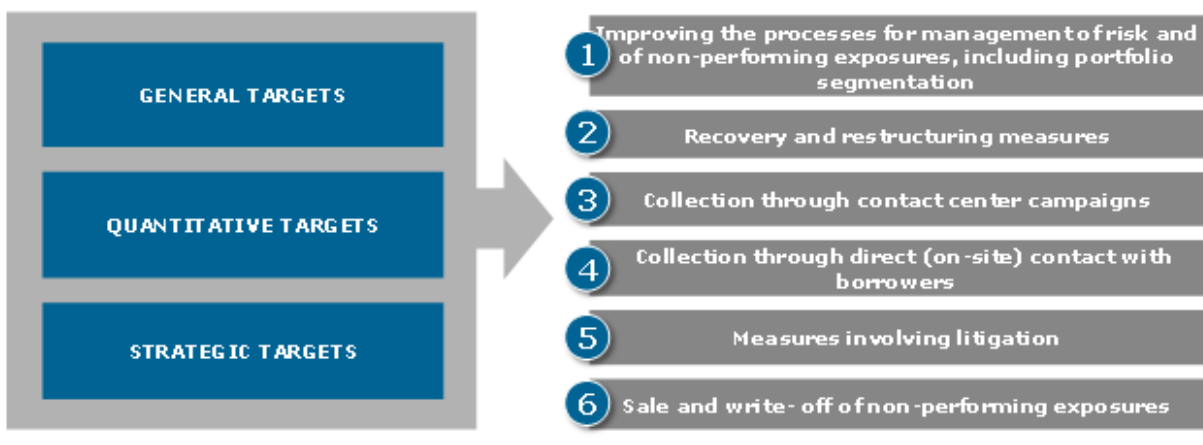 GENERAL TARGETS
QUANTITATIVE TARGETS
STRATEGIC TARGETS
1
Improving the processes for management of risk and
of non-performing exposures, including portfolio
segmentation
2
Recovery and restructuring measures
3
Collection through contact center campaigns
4
Collection through direct (on-site) contact with
borrowers
5
Measures involving litigation
6
Sale and write- off of non-performing exposures